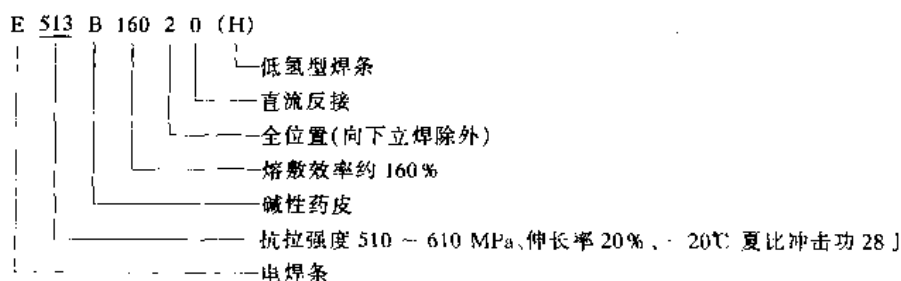 E 513 B 160 2 0 (H)
低氢型焊条
直流反接
全位置(向下立焊除外)
熔敷效率约 160%
碱性药皮
抗拉强度 510 ~ 610 MPa、伸长率 20%、- 20℃ 夏比冲击功 28 J
电焊条